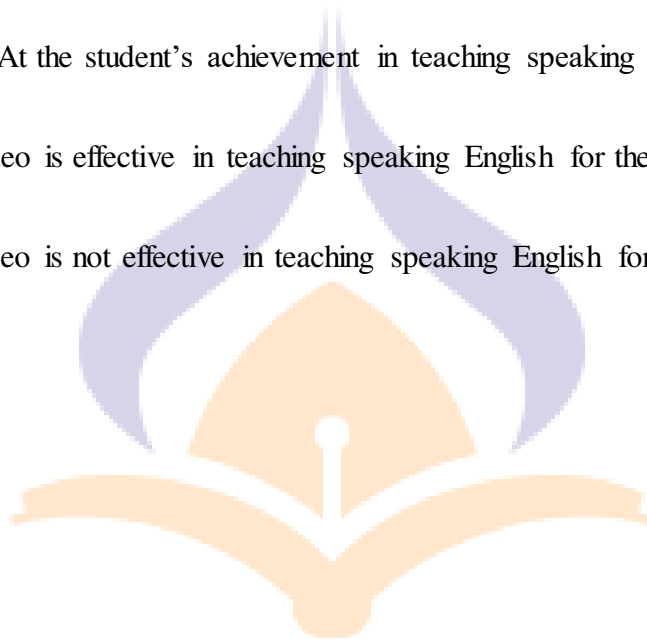 At the student’s achievement in teaching speaking
eo is effective in teaching speaking English for the
eo is not effective in teaching speaking English for